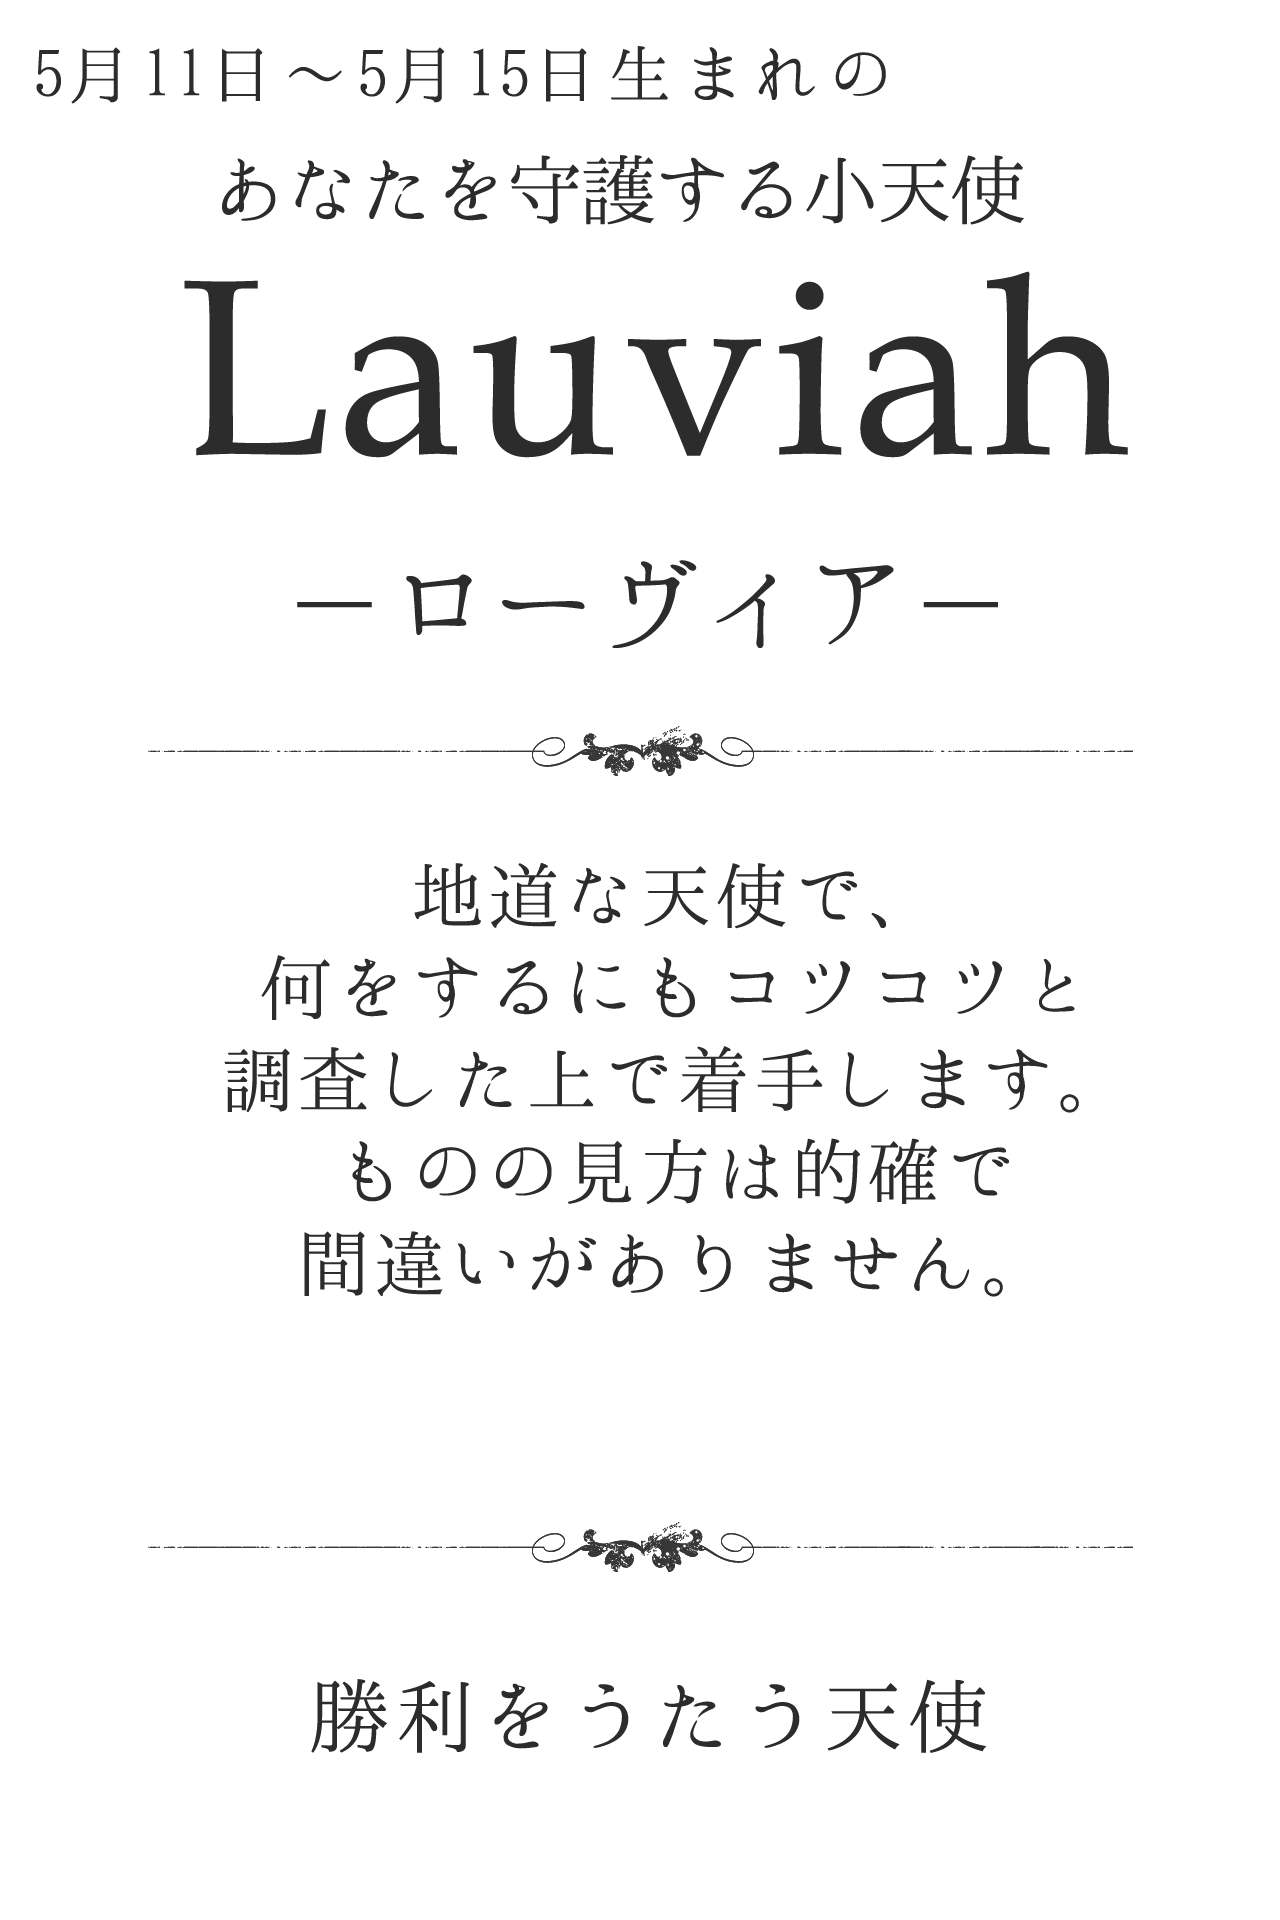 5月11日～5月15日生まれの
あなたを守護する小天使
Lauviah
－ローヴィア－
地道な天使で、
何をするにもコツコツと
調査した上で着手します。
ものの見方は的確で
間違いがありません。
勝利をうたう天使